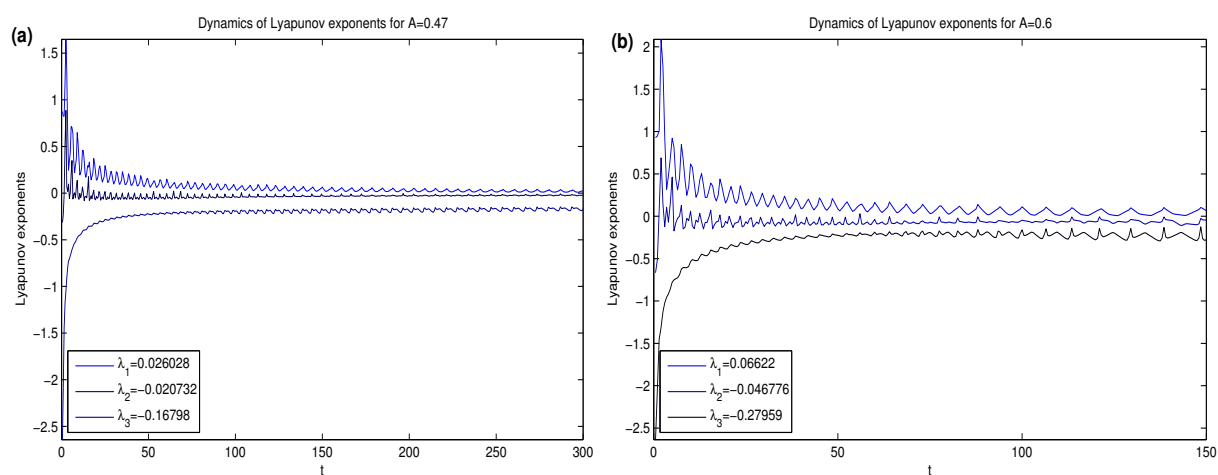 (a)
Dynamics of Lyapunov exponents for A=0.47
Lyapunov exponents
1.5
1
0.5
0
−0.5
−1
−1.5
−2
−2.5
λ1=0.026028
λ2=−0.020732
λ3=−0.16798
0 50 100 150 200 250 300
t
(b)
Dynamics of Lyapunov exponents for A=0.6
Lyapunov exponents
2
1.5
1
0.5
0
−0.5
−1
−1.5
−2
−2.5
λ1=0.06622
λ2=−0.046776
λ3=−0.27959
0 50 100 150
t